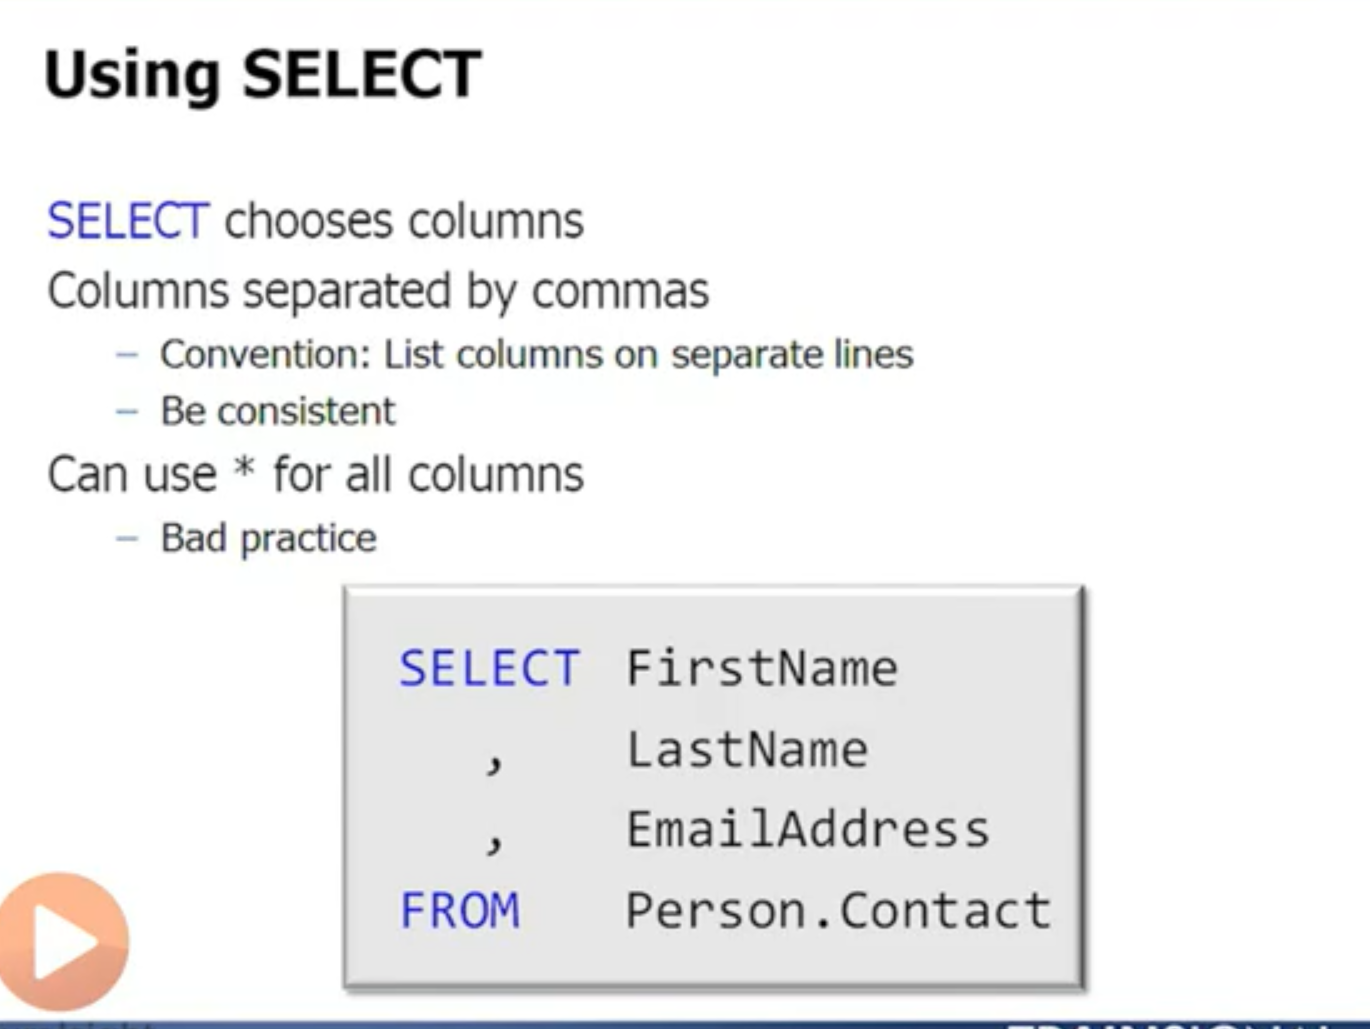 Using SELECT
SELECT chooses columns
Columns separated by commas
– Convention: List columns on separate lines
– Be consistent
Can use * for all columns
– Bad practice
SELECT FirstName
, LastName
, EmailAddress
FROM Person.Contact